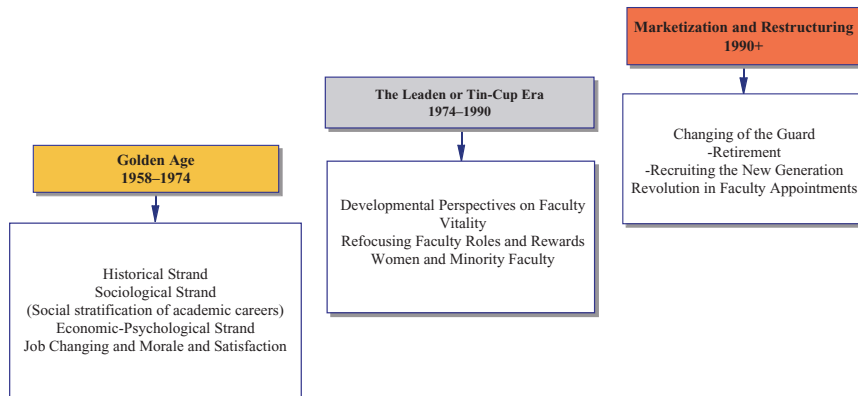 Golden Age
1958–1974
Historical Strand
Sociological Strand
(Social stratification of academic careers)
Economic-Psychological Strand
Job Changing and Morale and Satisfaction
The Leaden or Tin-Cup Era
1974–1990
Developmental Perspectives on Faculty
Vitality
Refocusing Faculty Roles and Rewards
Women and Minority Faculty
Marketization and Restructuring
1990+
Changing of the Guard
-Retirement
-Recruiting the New Generation
Revolution in Faculty Appointments